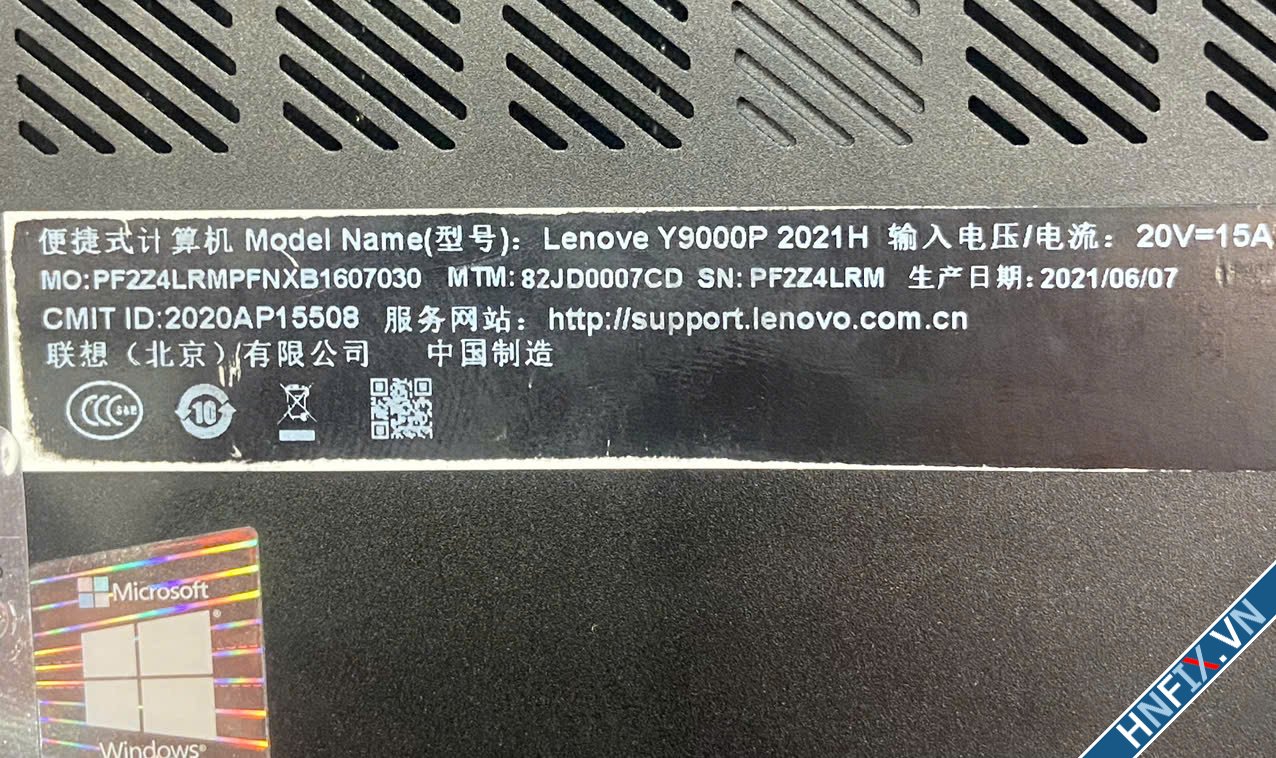 便捷式计算机 Model Name(型号)：Lenove Y9000P 2021H 输入电压/电流：20V=15A
MO:PF2Z4LRMPFNXB1607030 MTM:82JD0007CD SN:PF2Z4LRM 生产日期:2021/06/07
CMIT ID:2020AP15508 服务网站：http://support.lenovo.com.cn
联想（北京）有限公司 中国制造
CCC S&E 10
Microsoft
Windows®
HNFIX.VN